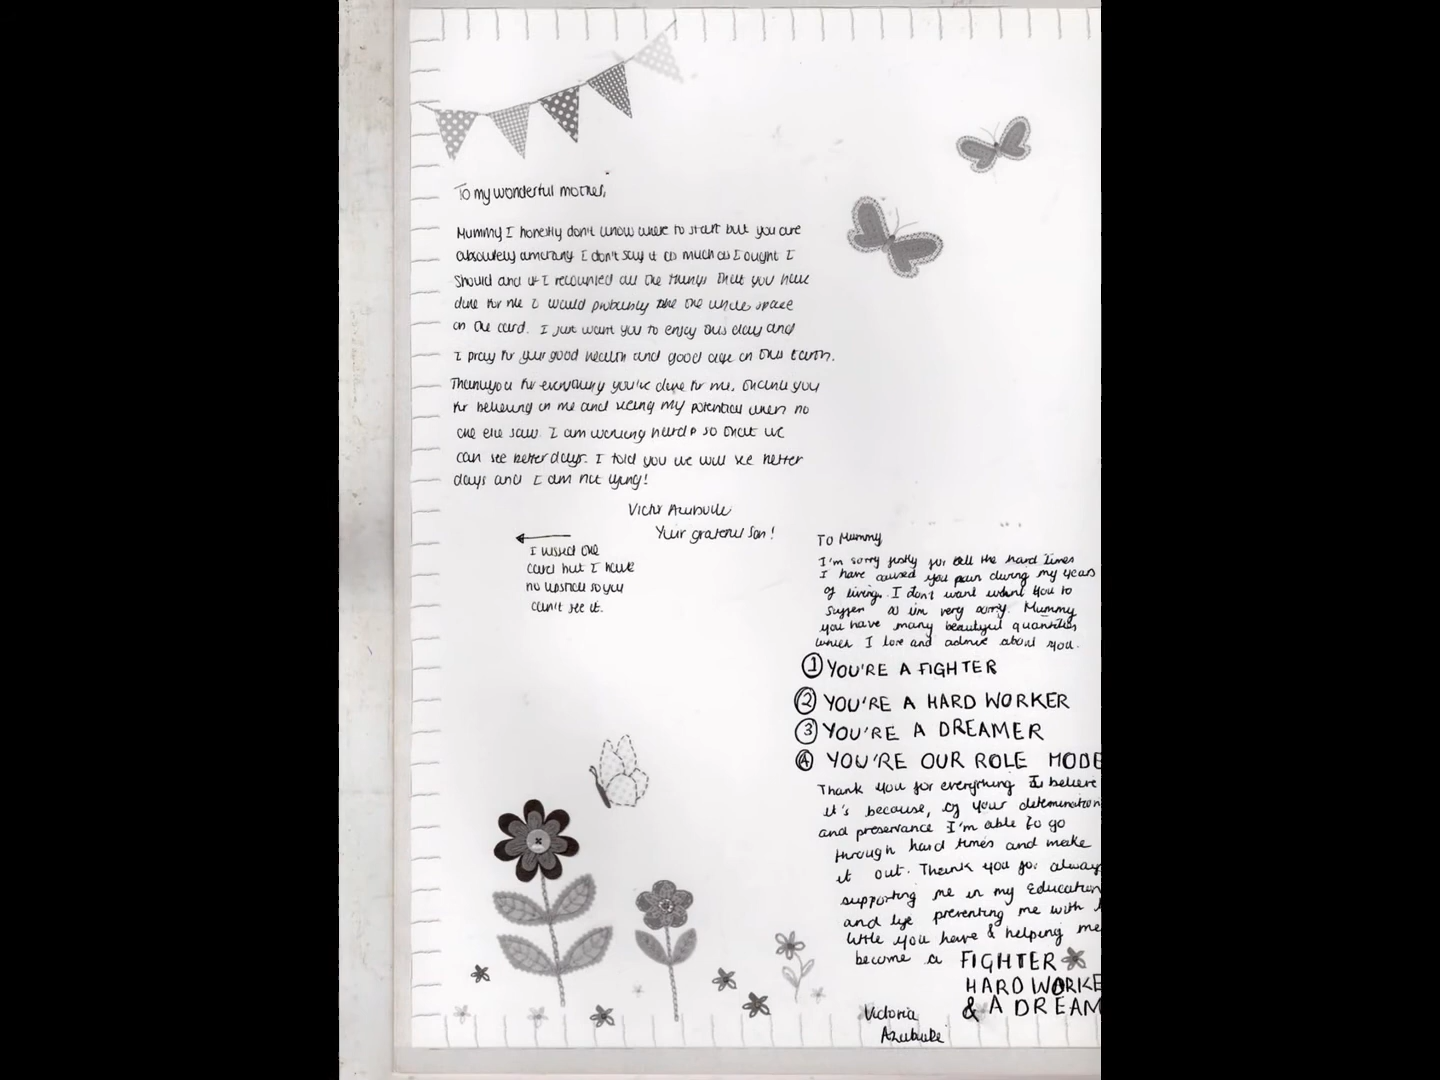 To my wonderful mother,
Mummy I honestly don't know where to start but you are
absolutely amazing I don't say it as much as I ought I
Should and if I recounted all the things that you have
done for me I would probably take the whole space
on the card. I just want you to enjoy this day and
I pray for your good health and good age on this Earth.
Thankyou for everything you've done for me, thank you
for believing in me and seeing my potential when no
one else saw. I am working hard so that we
can see better days. I told you we will see better
days and I am not lying!
Victor Azubuike
Your grateful Son!
I kissed the
card but I have
no lipstick so you
can't see it.
To Mummy
I'm sorry firstly for all the hard times
I have caused you pain during my years
of living. I don't want you to
suffer so im very sorry. Mummy
you have many beautiful quantities
which I love and admire about you.
1 YOU'RE A FIGHTER
2 YOU'RE A HARD WORKER
3 YOU'RE A DREAMER
4 YOU'RE OUR ROLE MODE
Thank you for everything I believe
it's because, of your determination
and preservance I'm able to go
through hard times and make
it out. Thank you for always
supporting me in my Education
and life presenting me with
little you have & helping me
become a FIGHTER
HARD WORKE
& A DREAM
Victoria
Azubuike